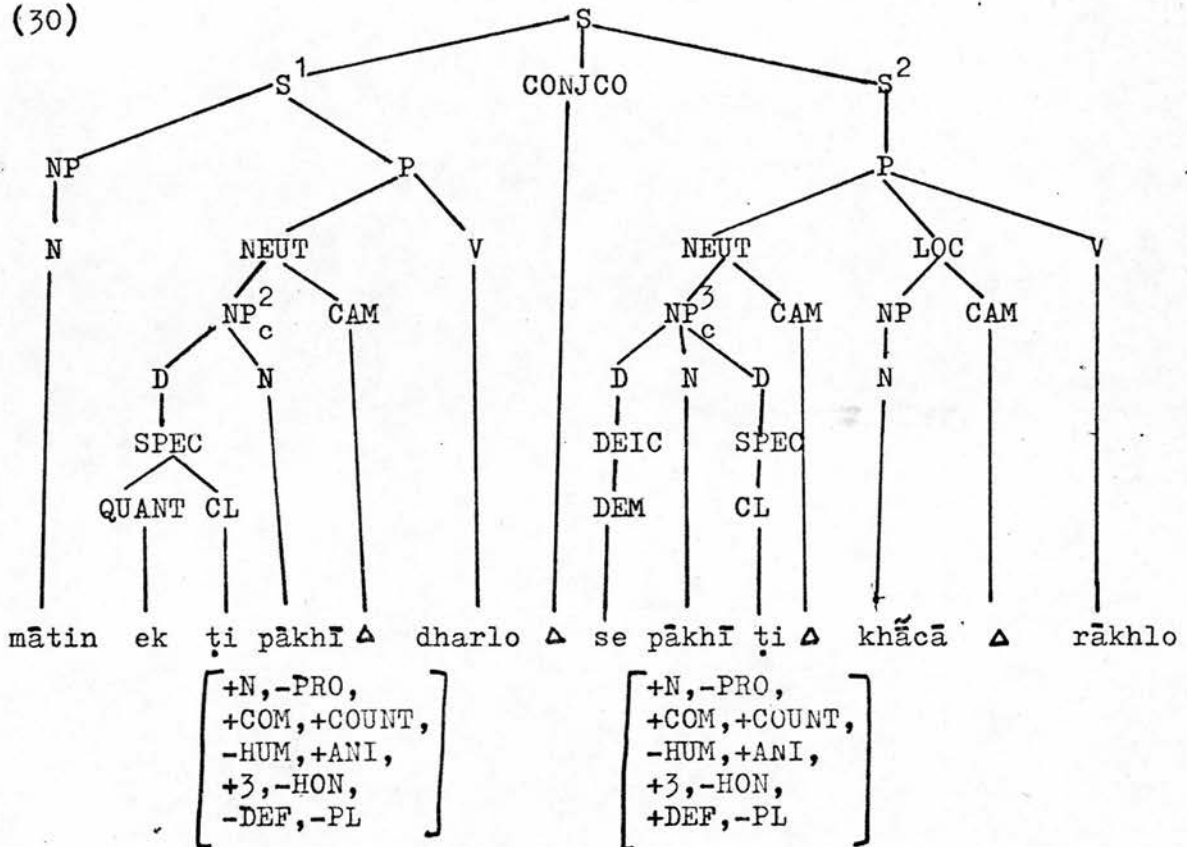 (30)
S
S¹ CONJCO S²
NP P P
N NEUT V NEUT LOC V
NP²c CAM NP³c CAM NP CAM
D N D N D N
SPEC DEIC SPEC
QUANT CL DEM CL
mātin ek ṭi pākhī Δ dharlo Δ se pākhī ṭi Δ khā̃cā Δ rākhlo
+N,-PRO, +N,-PRO,
+COM,+COUNT, +COM,+COUNT,
-HUM,+ANI, -HUM,+ANI,
+3,-HON, +3,-HON,
-DEF,-PL +DEF,-PL